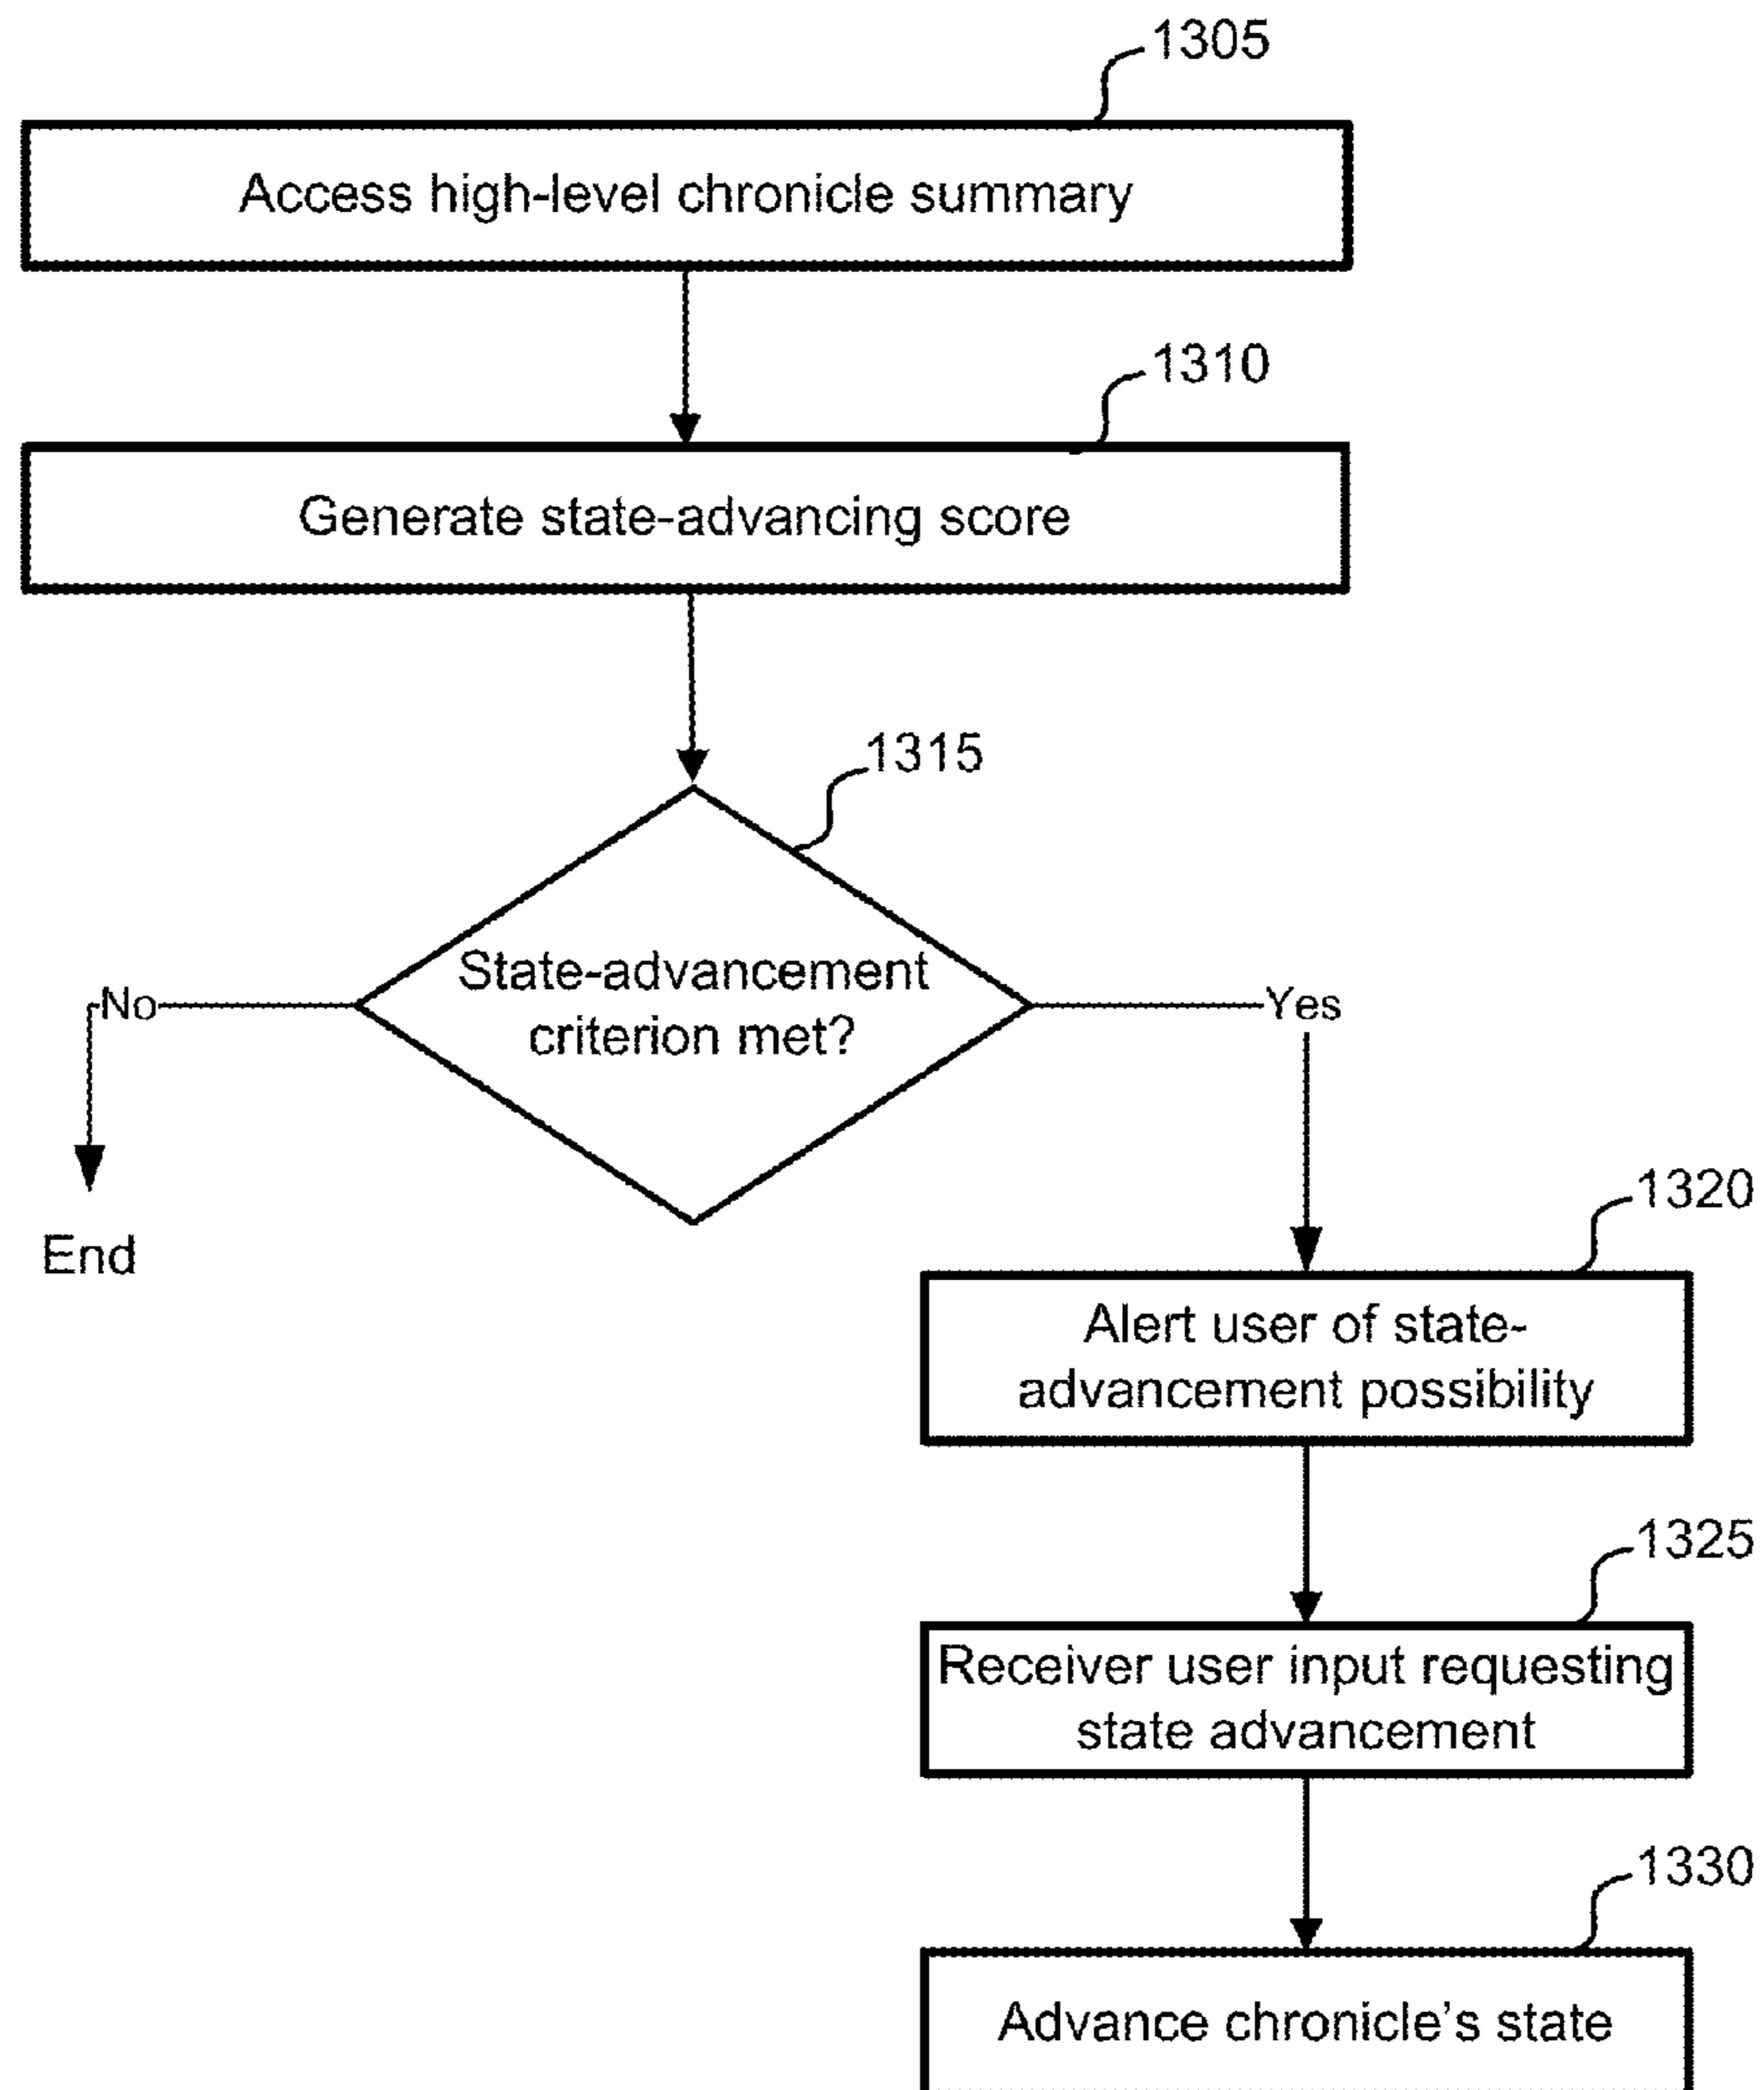 1305
Access high-level chronicle summary
1310
Generate state-advancing score
1315
State-advancement
criterion met?
No
Yes
End
1320
Alert user of state-
advancement possibility
1325
Receiver user input requesting
state advancement
1330
Advance chronicle's state